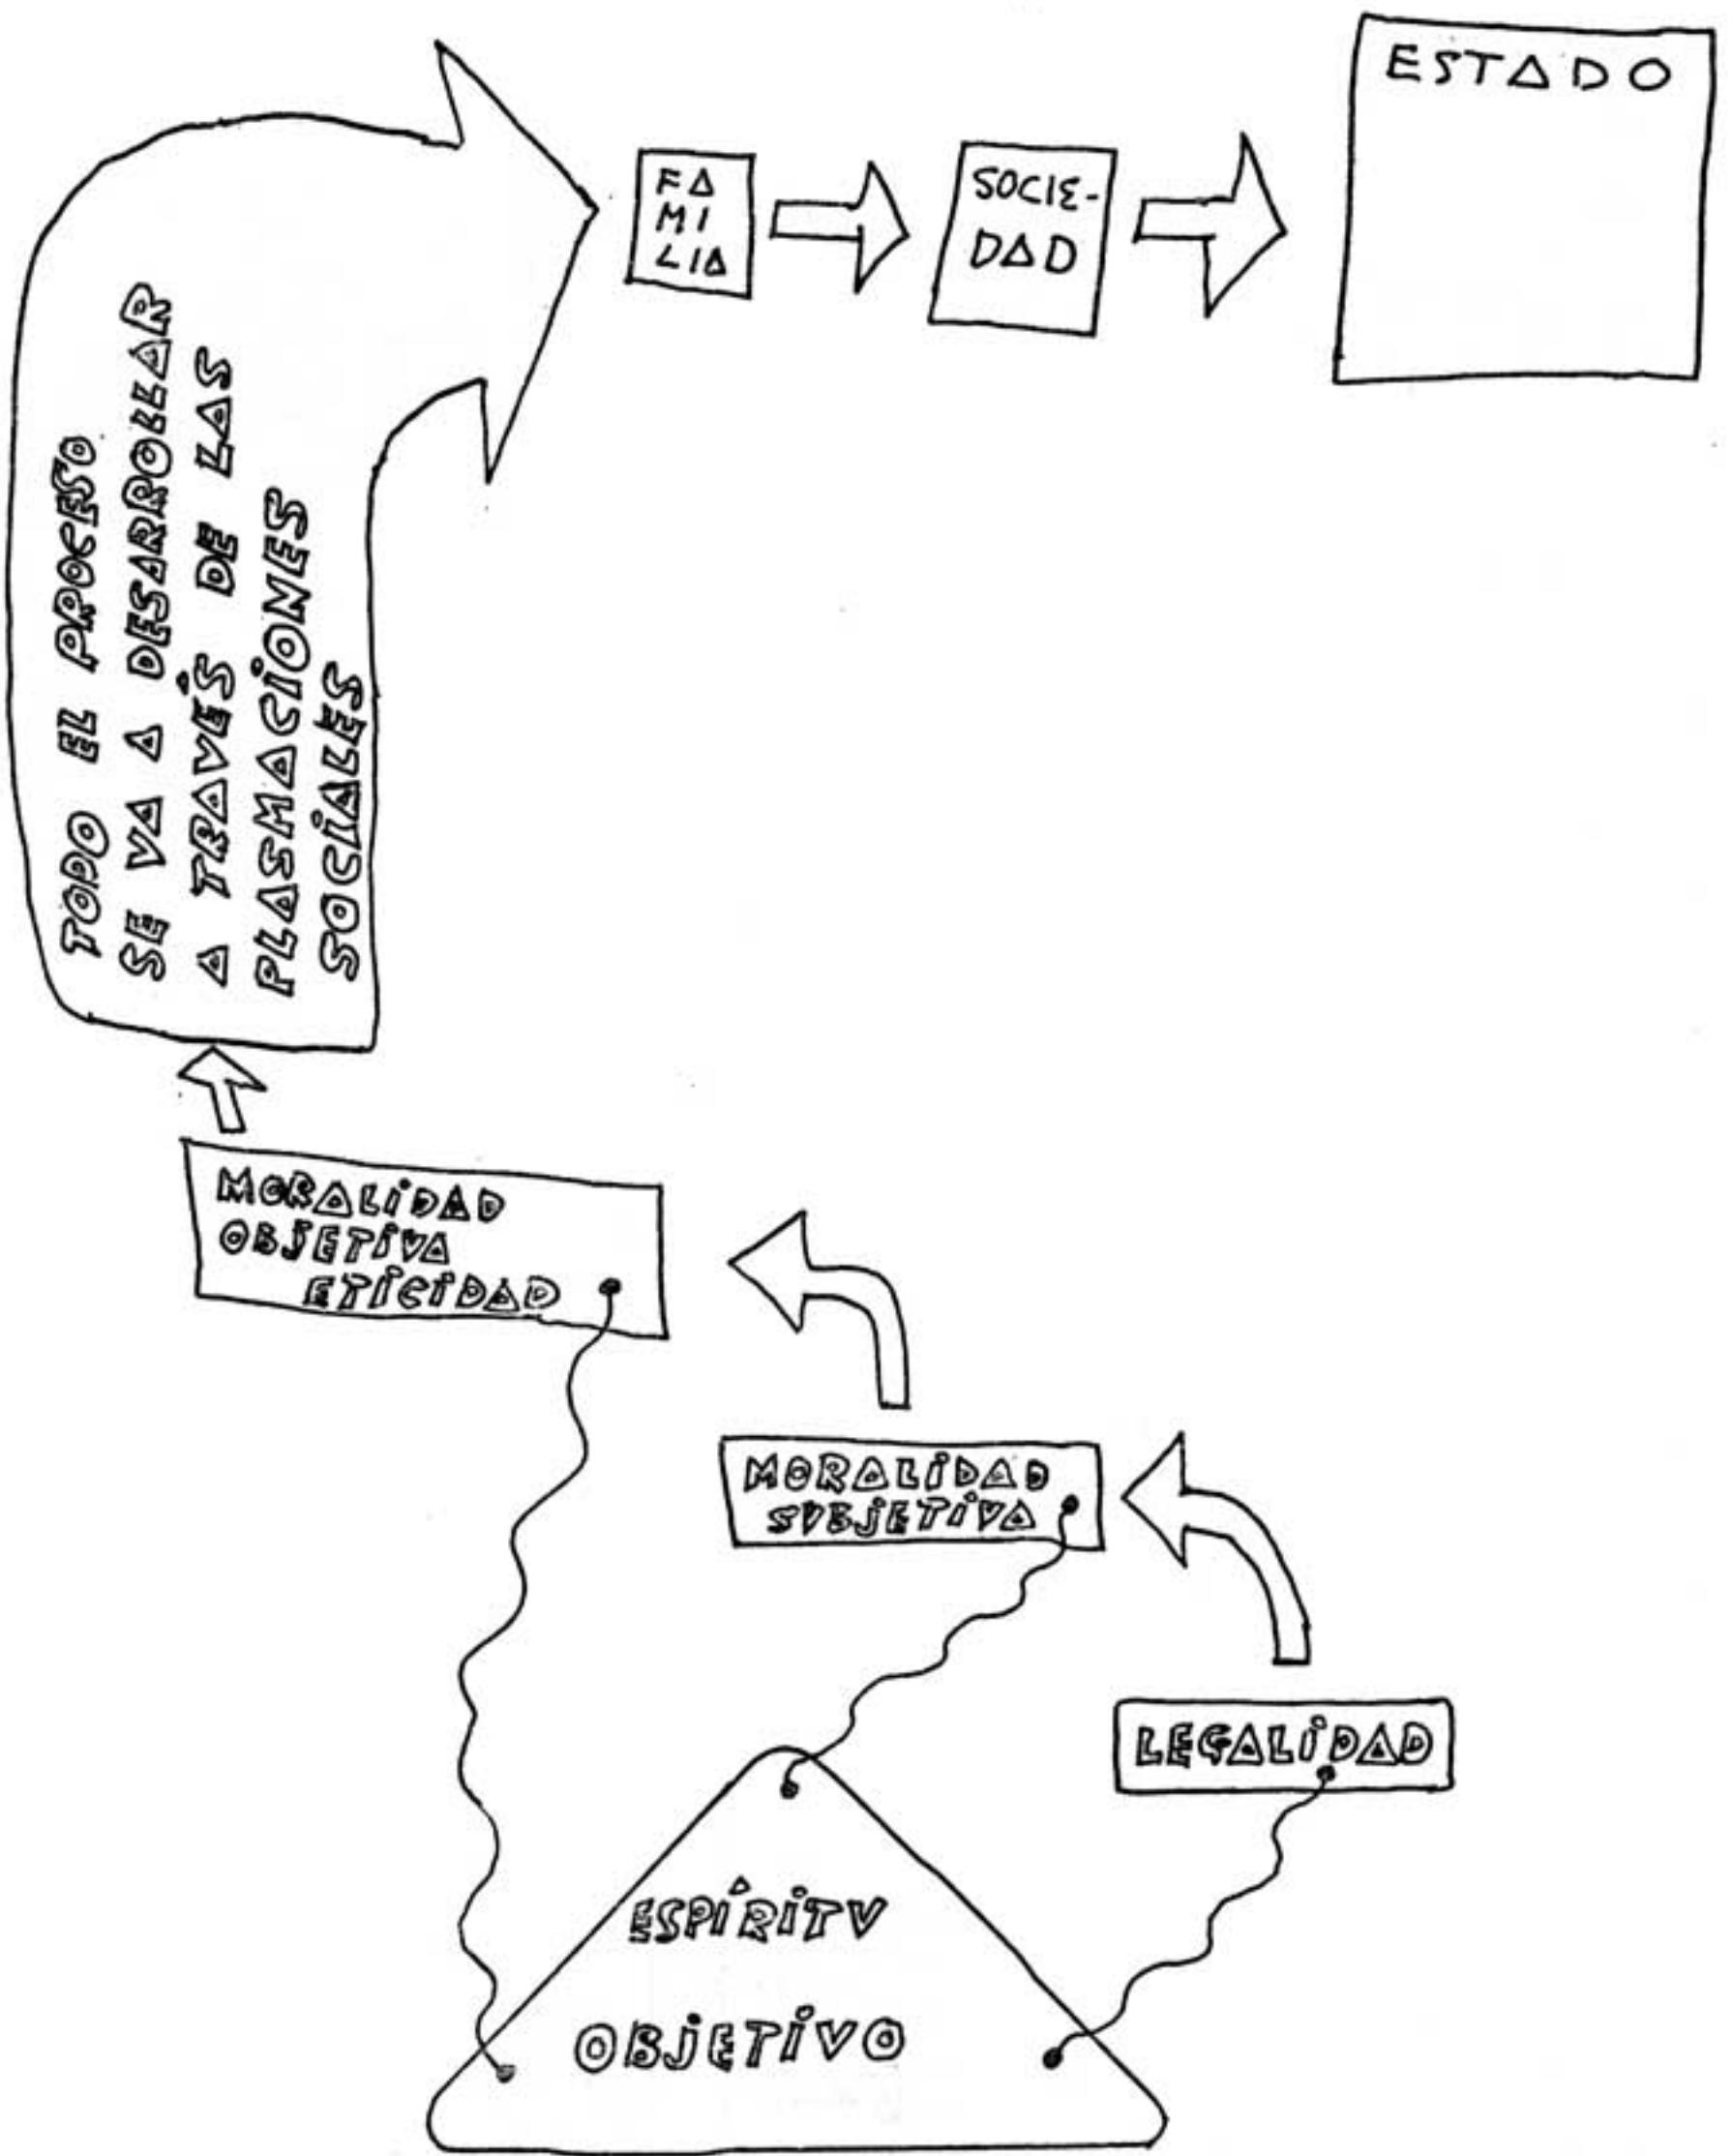 ESTADO
FA
MI
LIA
SOCIE-
DAD
TODO EL PROCESO
SE VA A DESARROLLAR
A TRAVÉS DE LAS
PLASMACIONES
SOCIALES
MORALIDAD
OBJETIVA
ETICIDAD
MORALIDAD
SUBJETIVA
LEGALIDAD
ESPÍRITU
OBJETIVO